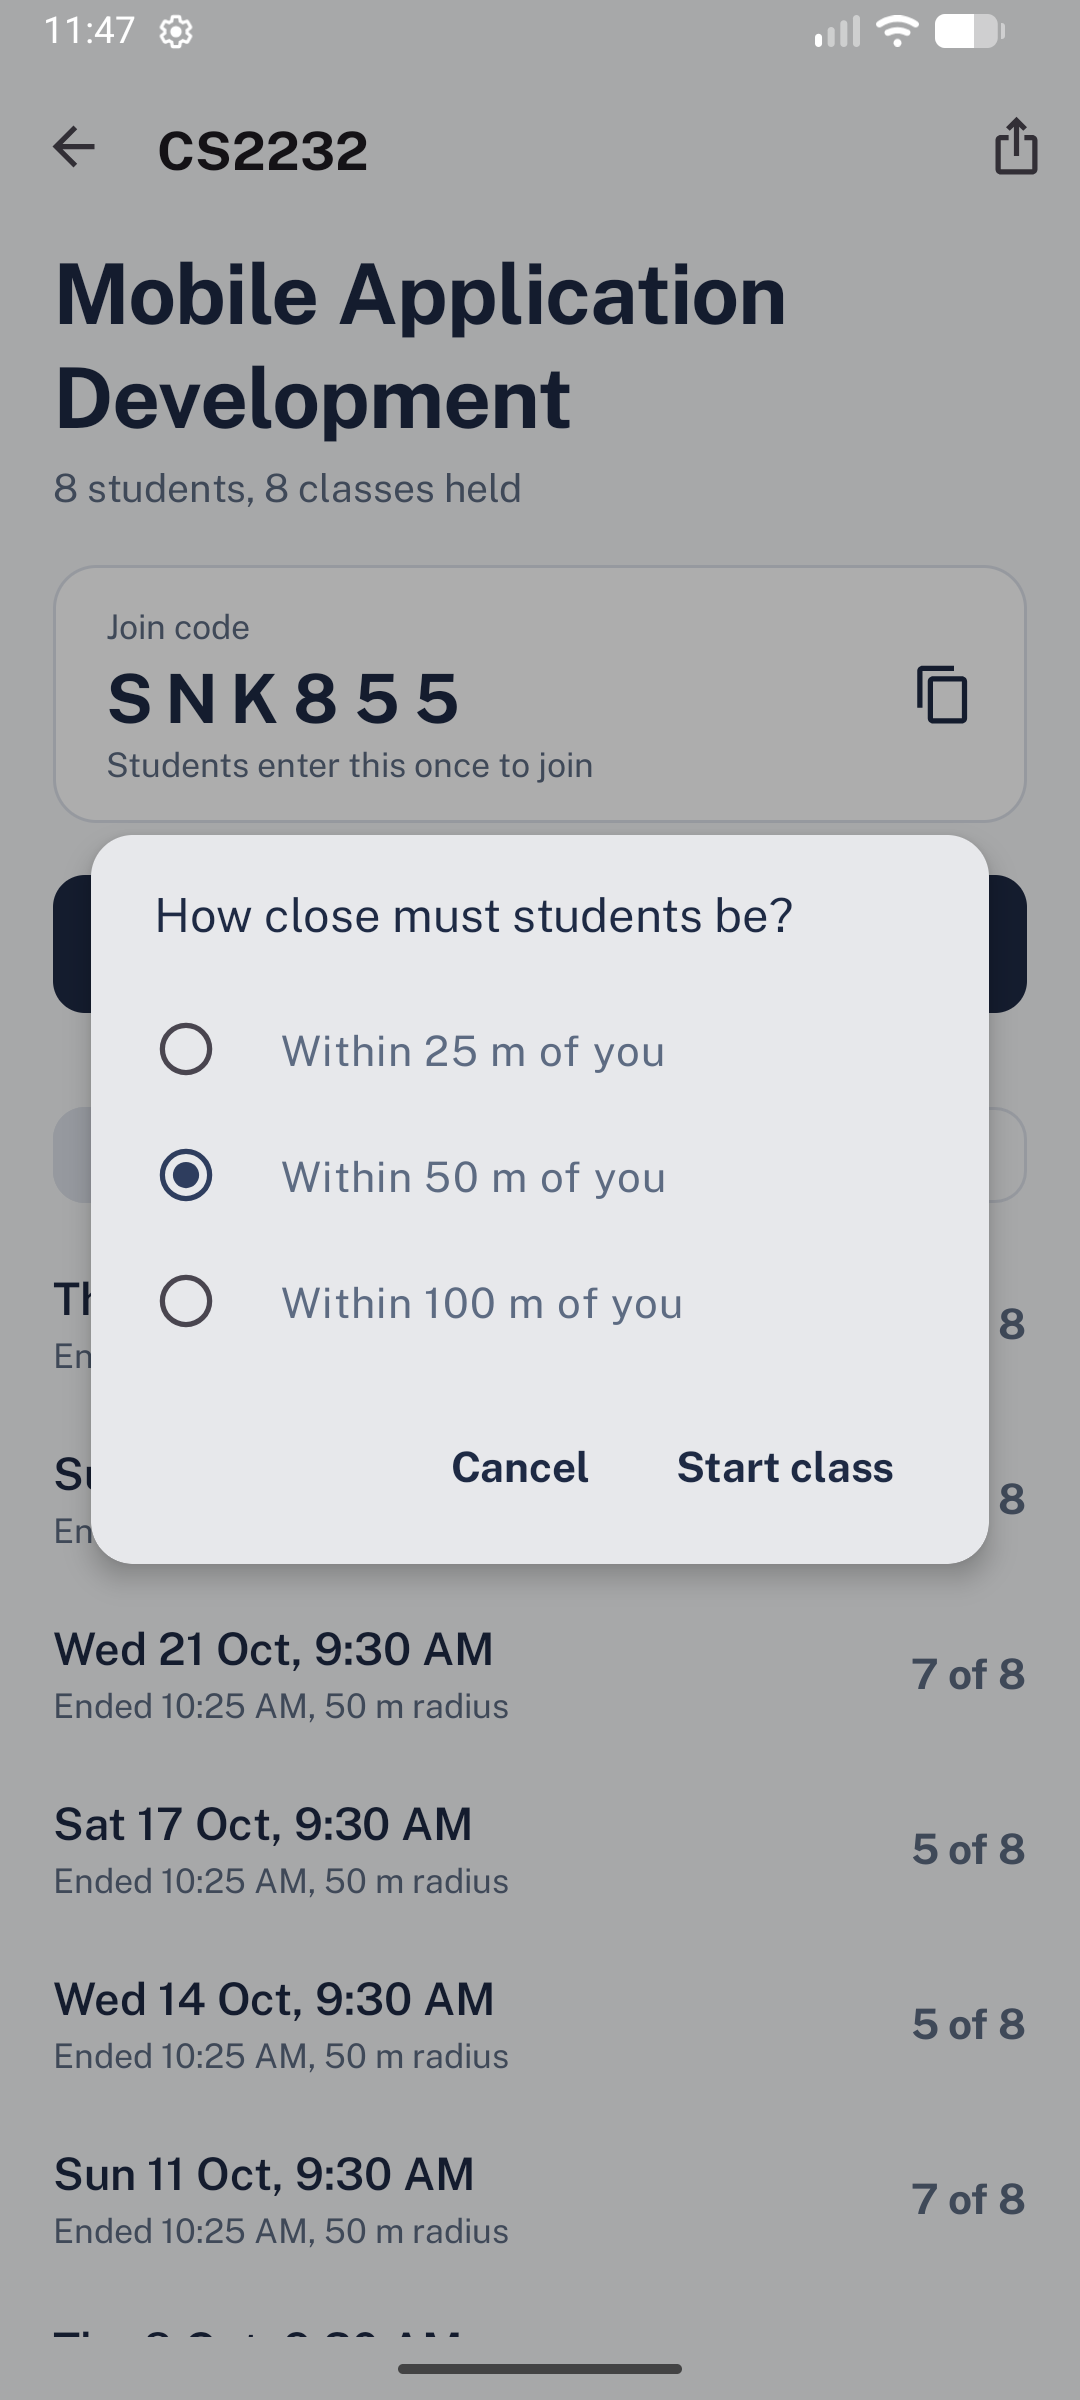 11:47
CS2232
Mobile Application
Development
8 students, 8 classes held
Join code
SNK855
Students enter this once to join
How close must students be?
Within 25 m of you
Within 50 m of you
Within 100 m of you
Cancel
Start class
8
8
Wed 21 Oct, 9:30 AM
7 of 8
Ended 10:25 AM, 50 m radius
Sat 17 Oct, 9:30 AM
5 of 8
Ended 10:25 AM, 50 m radius
Wed 14 Oct, 9:30 AM
5 of 8
Ended 10:25 AM, 50 m radius
Sun 11 Oct, 9:30 AM
7 of 8
Ended 10:25 AM, 50 m radius